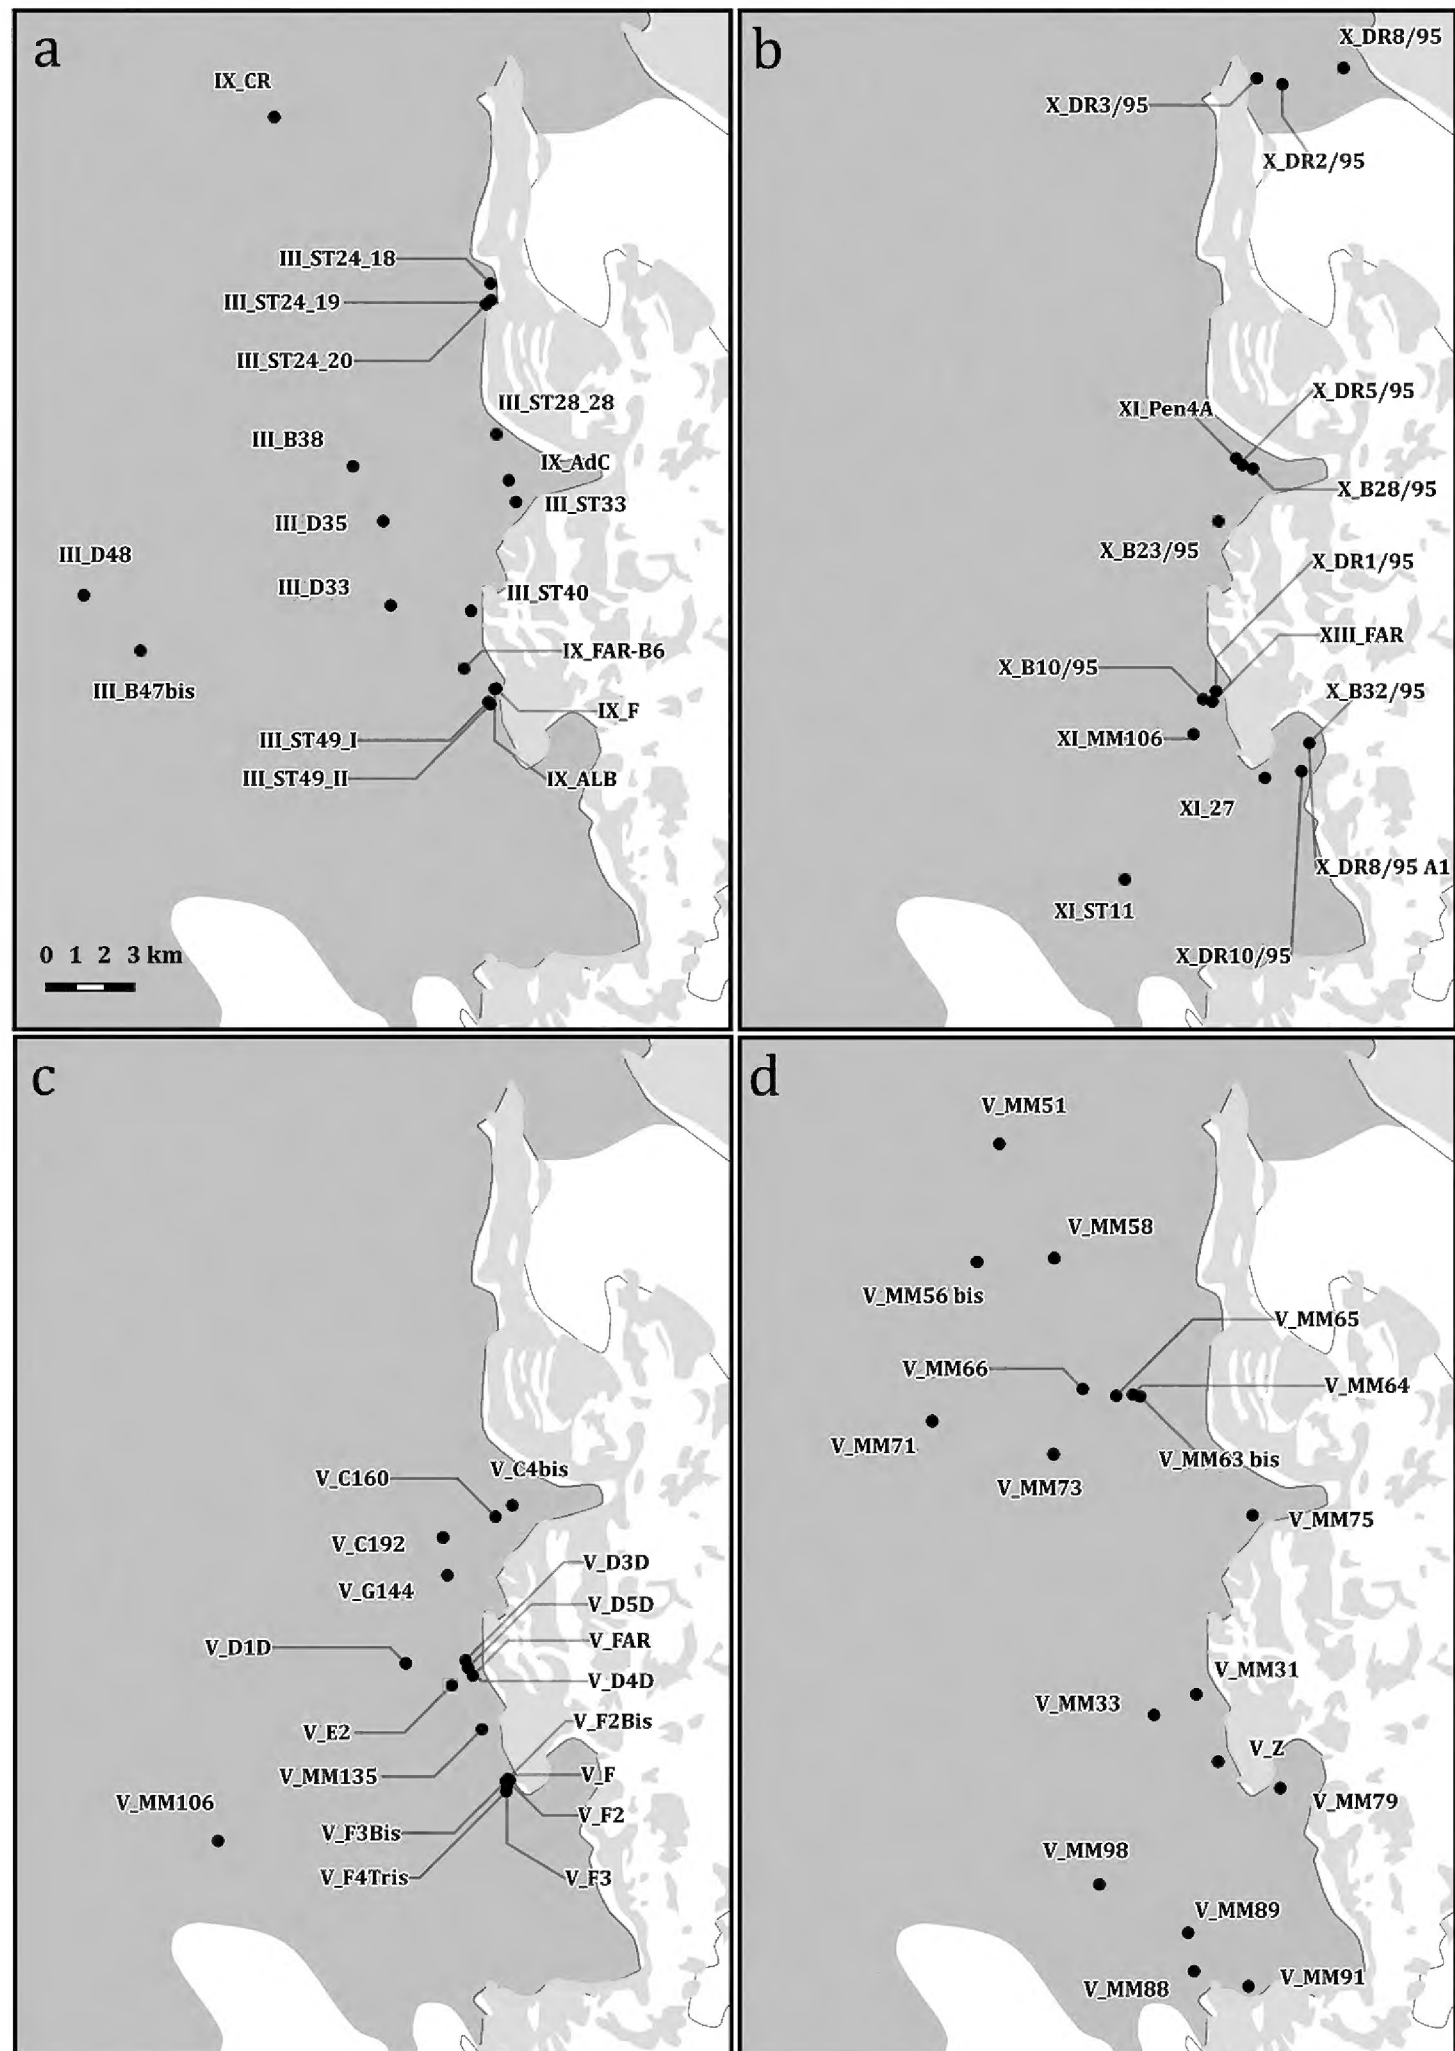 a
IX_CR
III_ST24_18
III_ST24_19
III_ST24_20
III_ST28_28
III_B38
IX_AdC
III_ST33
III_D35
III_D48
III_D33
III_ST40
IX_FAR-B6
III_B47bis
IX_F
III_ST49_I
III_ST49_II
IX_ALB
0 1 2 3 km
b
X_DR8/95
X_DR3/95
X_DR2/95
X_DR5/95
XI_Pen4A
X_B28/95
X_B23/95
X_DR1/95
XIII_FAR
X_B10/95
X_B32/95
XI_MM106
XI_27
X_DR8/95 A1
XI_ST11
X_DR10/95
c
V_C4bis
V_C160
V_C192
V_D3D
V_G144
V_D5D
V_FAR
V_D1D
V_D4D
V_F2Bis
V_E2
V_F
V_MM135
V_MM106
V_F2
V_F3Bis
V_F4Tris
V_F3
d
V_MM51
V_MM58
V_MM56 bis
V_MM65
V_MM66
V_MM64
V_MM71
V_MM63 bis
V_MM73
V_MM75
V_MM31
V_MM33
V_Z
V_MM79
V_MM98
V_MM89
V_MM88
V_MM91